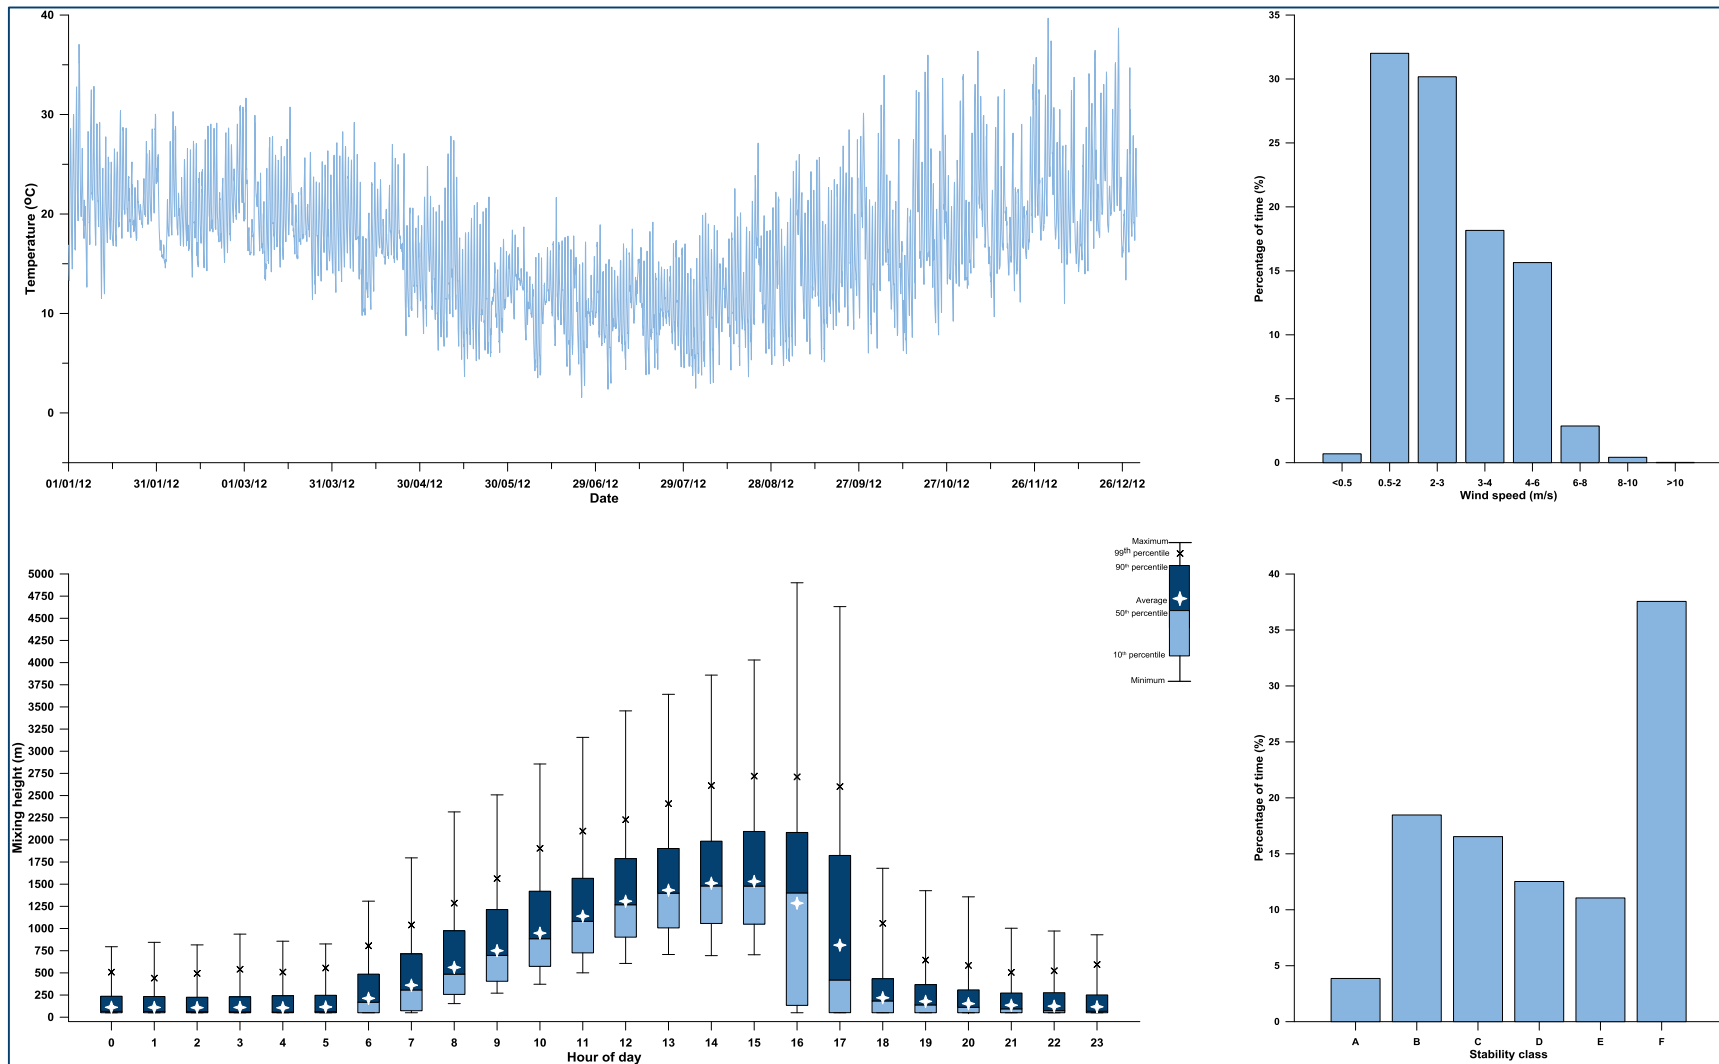 40
30
20
10
0
Temperature (ºC)
01/01/12 31/01/12 01/03/12 31/03/12 30/04/12 30/05/12 29/06/12 29/07/12 28/08/12 27/09/12 27/10/12 26/11/12 26/12/12
Date
35
30
25
20
15
10
5
0
Percentage of time (%)
<0.5 0.5-2 2-3 3-4 4-6 6-8 8-10 >10
Wind speed (m/s)
Maximum
99th percentile
90th percentile
Average
50th percentile
10th percentile
Minimum
5000
4750
4500
4250
4000
3750
3500
3250
3000
2750
2500
2250
2000
1750
1500
1250
1000
750
500
250
0
Mixing height (m)
0 1 2 3 4 5 6 7 8 9 10 11 12 13 14 15 16 17 18 19 20 21 22 23
Hour of day
40
35
30
25
20
15
10
5
0
Percentage of time (%)
A B C D E F
Stability class